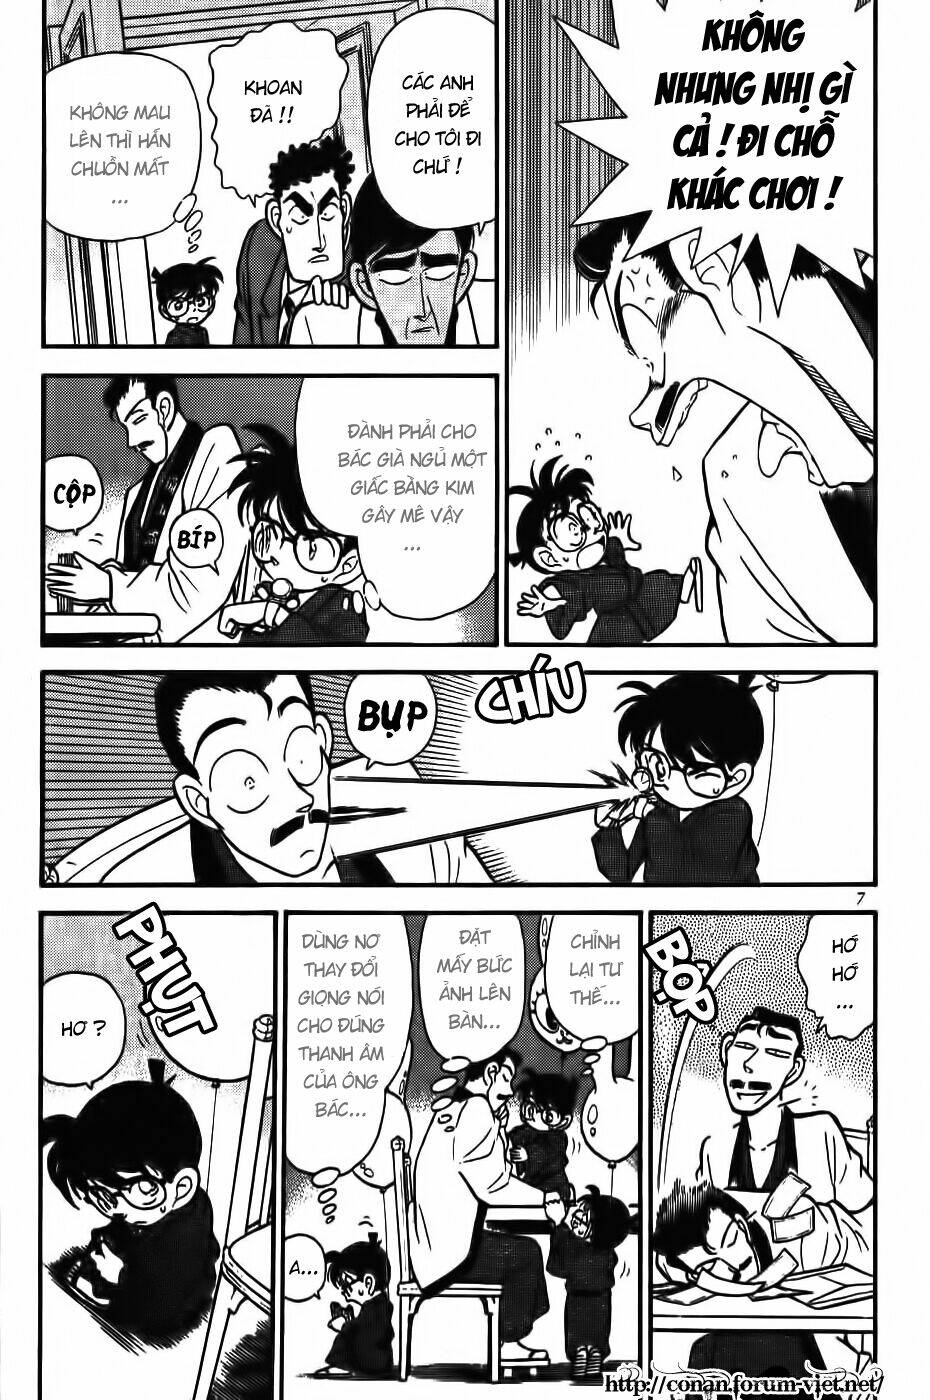 KHÔNG
NHƯNG NHỊ GÌ
CẢ ! ĐI CHỖ
KHÁC CHƠI !
CÁC ANH
PHẢI ĐỂ
CHO TÔI ĐI
CHỨ !
KHOAN
ĐÃ !!
KHÔNG MAU
LÊN THÌ HẮN
CHUỒN MẤT
...
ĐÀNH PHẢI CHO
BÁC GIÀ NGỦ MỘT
GIẤC BẰNG KIM
GÂY MÊ VẬY
...
BÍP
CỘP
CHÍU
BỤP
7
HỚ
HỚ
...
BỘP
CHỈNH
LẠI TƯ
THẾ...
ĐẶT
MẤY BỨC
ẢNH LÊN
BÀN...
DÙNG NƠ
THAY ĐỔI
GIỌNG NÓI
CHO ĐÚNG
THANH ÂM
CỦA ÔNG
BÁC...
A...
PHỤT
HƠ ?
http://conan.forum-viet.net/